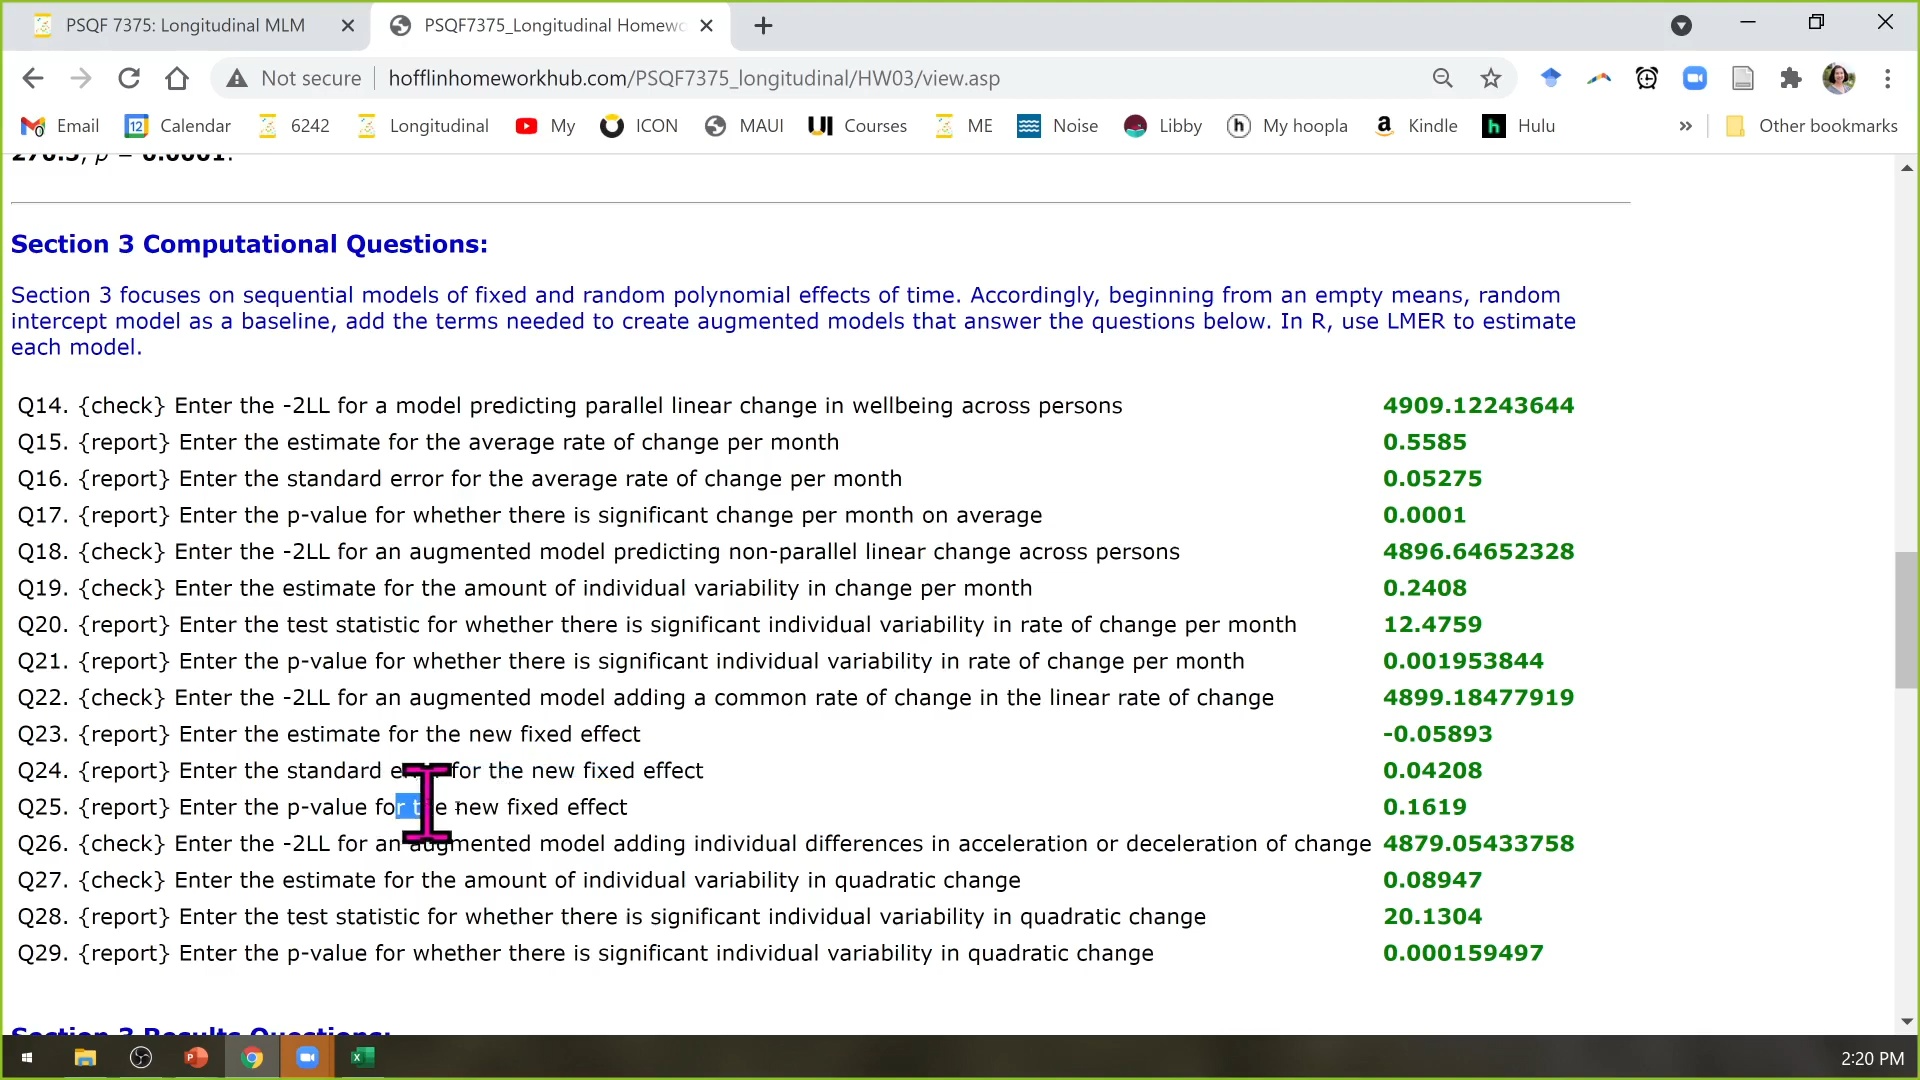 PSQF 7375: Longitudinal MLM
PSQF7375_Longitudinal Homew
Not secure
hofflinhomeworkhub.com/PSQF7375_longitudinal/HW03/view.asp
Email
12
Calendar
6242
Longitudinal
My
ICON
MAUI
Courses
ME
Noise
Libby
My hoopla
Kindle
Hulu
»
Other bookmarks
270.5, p = 0.0001.
Section 3 Computational Questions:
Section 3 focuses on sequential models of fixed and random polynomial effects of time. Accordingly, beginning from an empty means, random
intercept model as a baseline, add the terms needed to create augmented models that answer the questions below. In R, use LMER to estimate
each model.
Q14. {check} Enter the -2LL for a model predicting parallel linear change in wellbeing across persons 4909.12243644
Q15. {report} Enter the estimate for the average rate of change per month 0.5585
Q16. {report} Enter the standard error for the average rate of change per month 0.05275
Q17. {report} Enter the p-value for whether there is significant change per month on average 0.0001
Q18. {check} Enter the -2LL for an augmented model predicting non-parallel linear change across persons 4896.64652328
Q19. {check} Enter the estimate for the amount of individual variability in change per month 0.2408
Q20. {report} Enter the test statistic for whether there is significant individual variability in rate of change per month 12.4759
Q21. {report} Enter the p-value for whether there is significant individual variability in rate of change per month 0.001953844
Q22. {check} Enter the -2LL for an augmented model adding a common rate of change in the linear rate of change 4899.18477919
Q23. {report} Enter the estimate for the new fixed effect -0.05893
Q24. {report} Enter the standard error for the new fixed effect 0.04208
Q25. {report} Enter the p-value for the new fixed effect 0.1619
Q26. {check} Enter the -2LL for an augmented model adding individual differences in acceleration or deceleration of change 4879.05433758
Q27. {check} Enter the estimate for the amount of individual variability in quadratic change 0.08947
Q28. {report} Enter the test statistic for whether there is significant individual variability in quadratic change 20.1304
Q29. {report} Enter the p-value for whether there is significant individual variability in quadratic change 0.000159497
Section 3 Results Questions:
2:20 PM